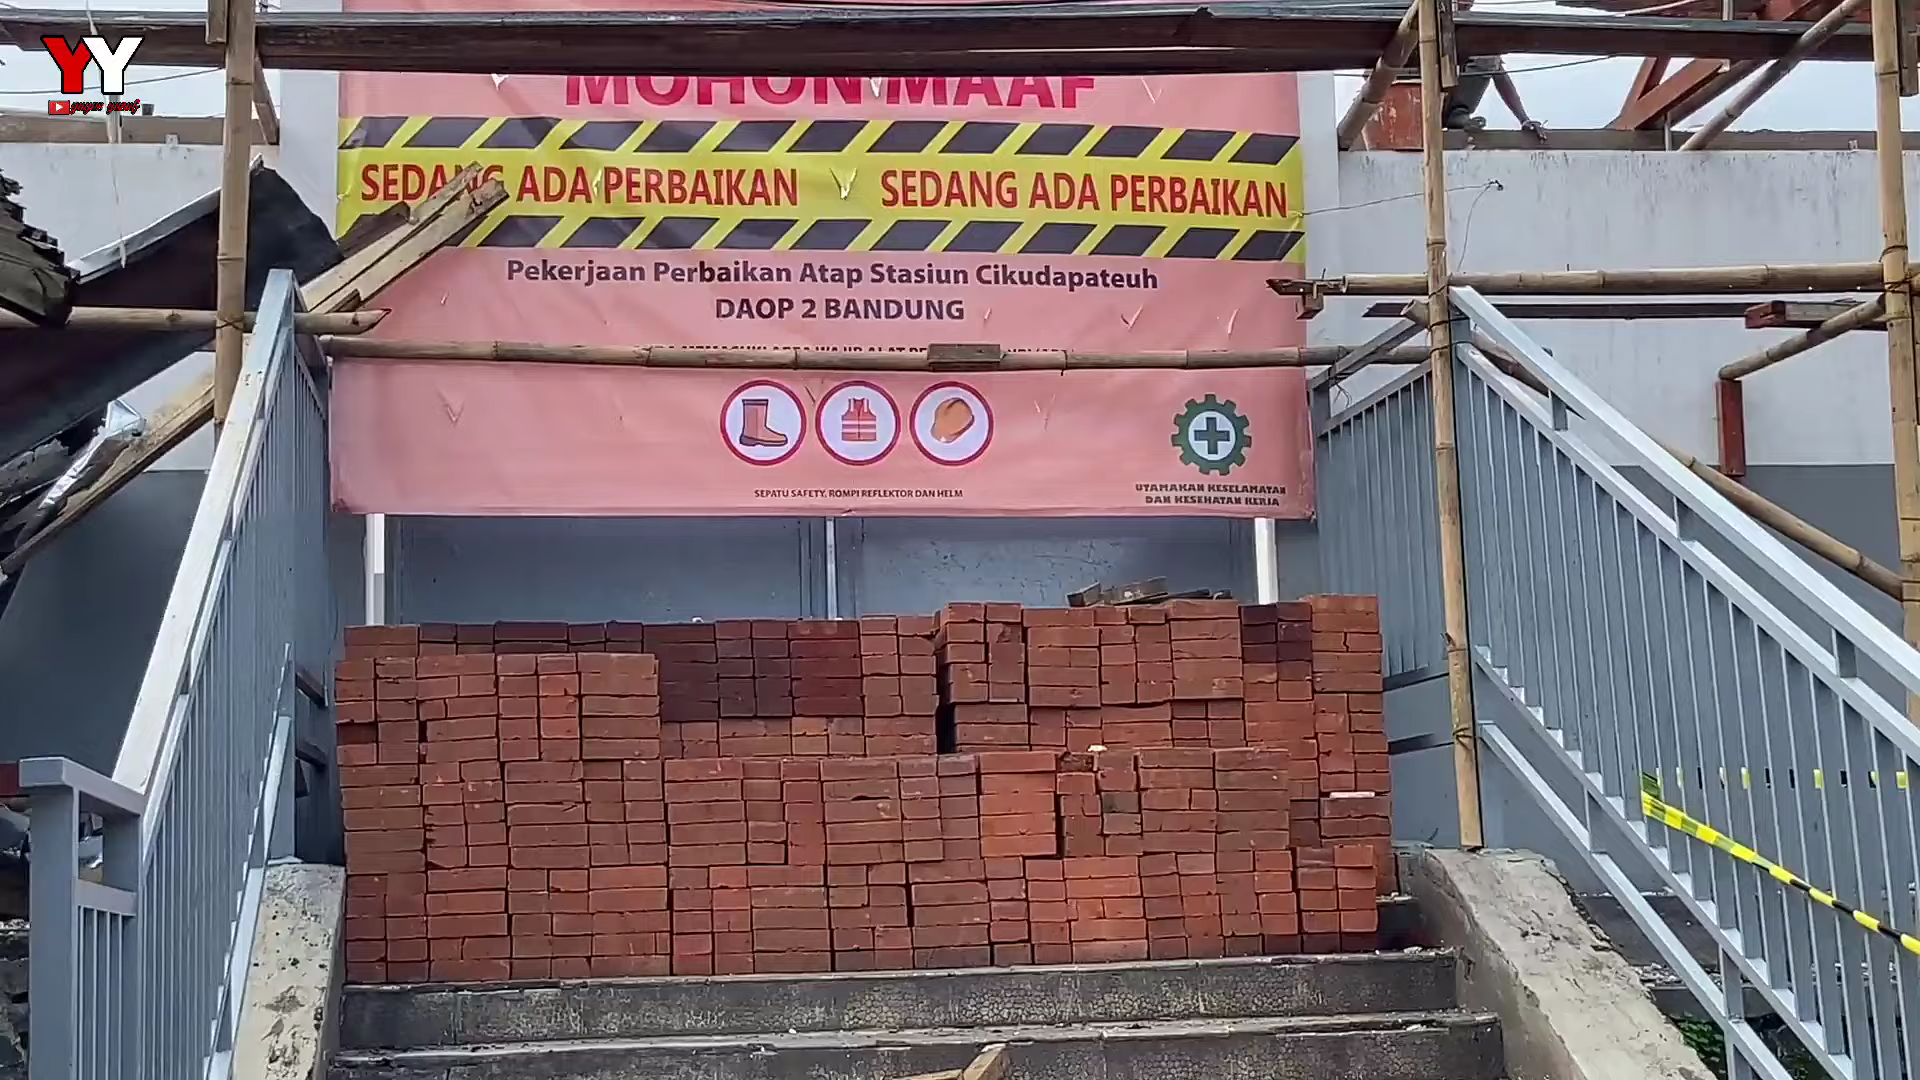 YY
MOHON MAAF
SEDANG ADA PERBAIKAN SEDANG ADA PERBAIKAN
Pekerjaan Perbaikan Atap Stasiun Cikudapateuh
DAOP 2 BANDUNG
SEPATU SAFETY, ROMPI REFLEKTOR DAN HELM
UTAMAKAN KESELAMATAN
DAN KESEHATAN KERJA